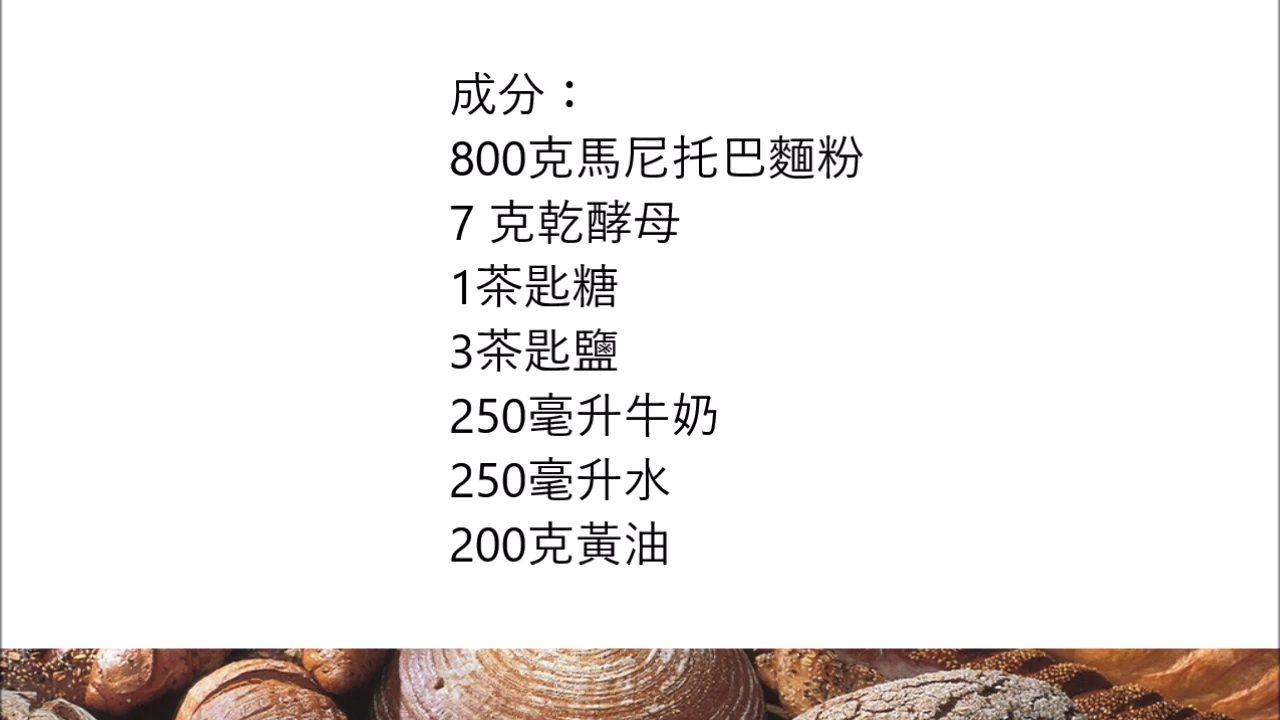 成分：
800克馬尼托巴麵粉
7 克乾酵母
1茶匙糖
3茶匙鹽
250毫升牛奶
250毫升水
200克黃油